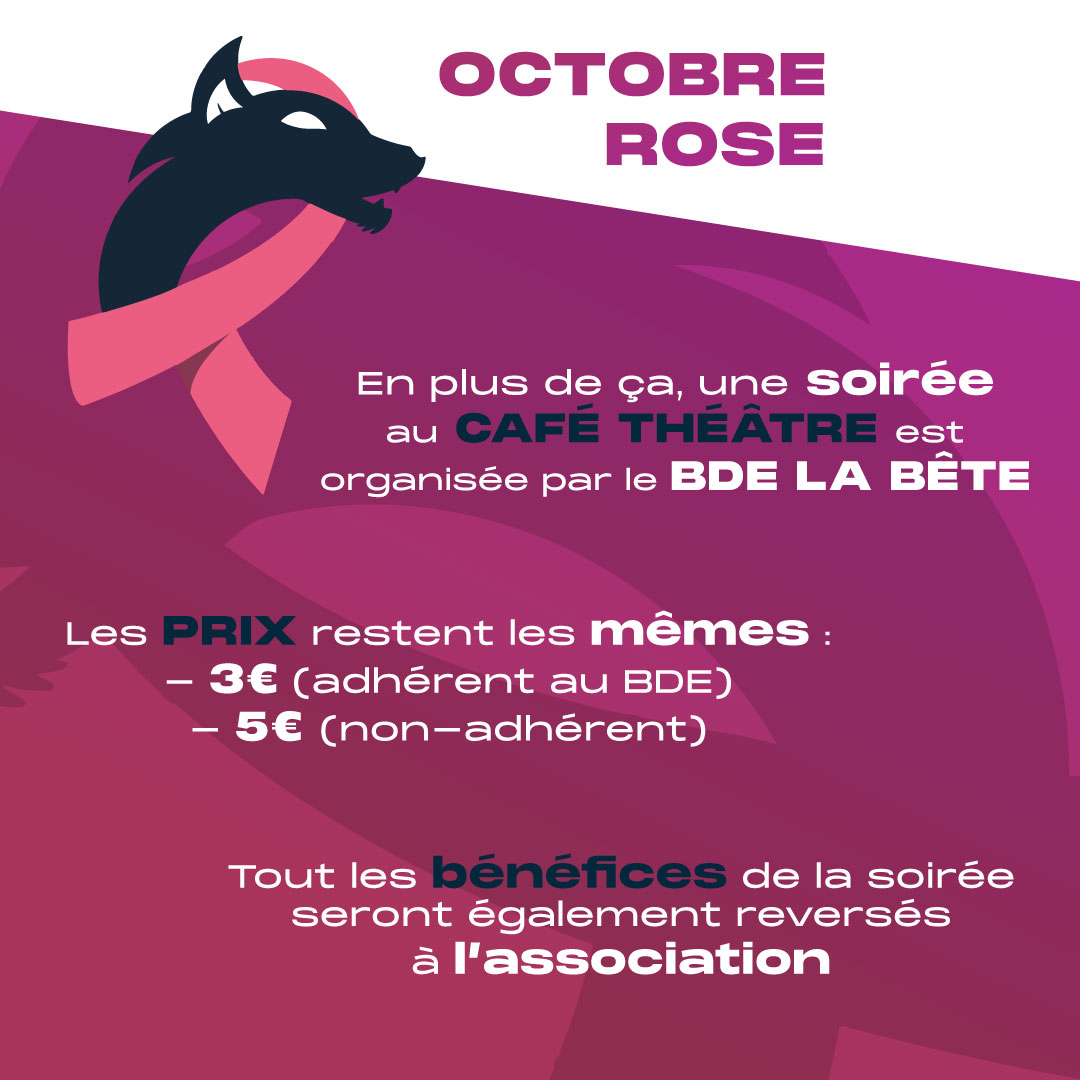 OCTOBRE
ROSE
En plus de ça, une soirée
au CAFÉ THÉÂTRE est
organisée par le BDE LA BÊTE
Les PRIX restent les mêmes :
– 3€ (adhérent au BDE)
– 5€ (non-adhérent)
Tout les bénéfices de la soirée
seront également reversés
à l'association